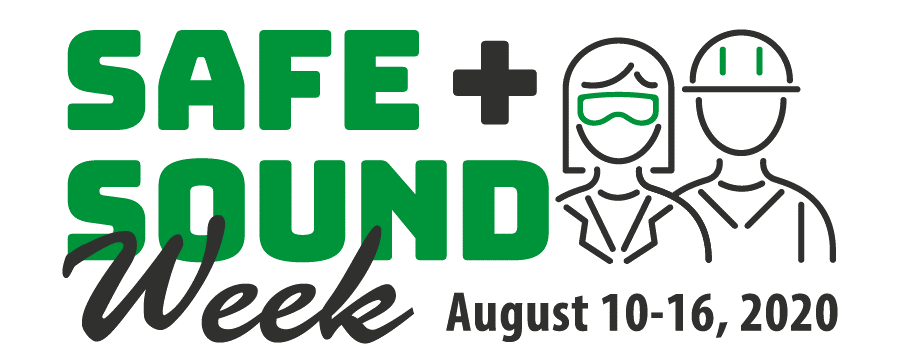 SAFE +
SOUND
Week
August 10-16, 2020